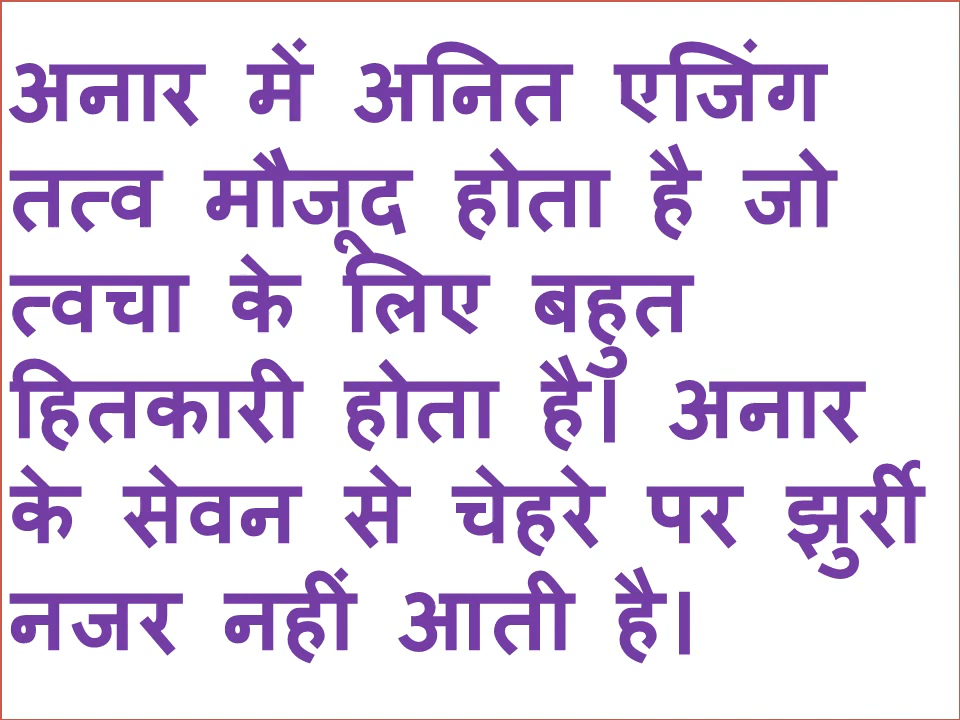 अनार में अनित एजिंग
तत्व मौजूद होता है जो
त्वचा के लिए बहुत
हितकारी होता है। अनार
के सेवन से चेहरे पर झुर्री
नजर नहीं आती है।